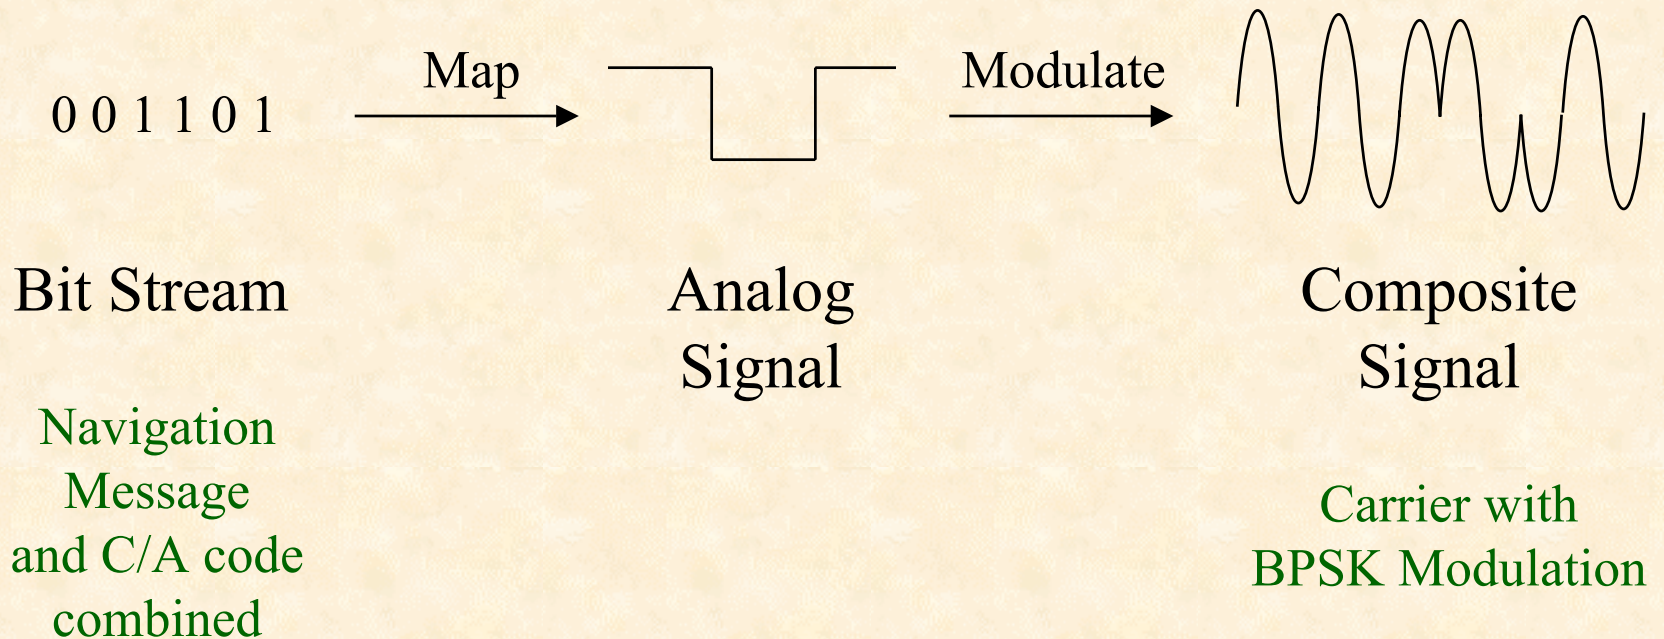 0 0 1 1 0 1
Map
Modulate
Bit Stream
Analog
Signal
Composite
Signal
Navigation
Message
and C/A code
combined
Carrier with
BPSK Modulation